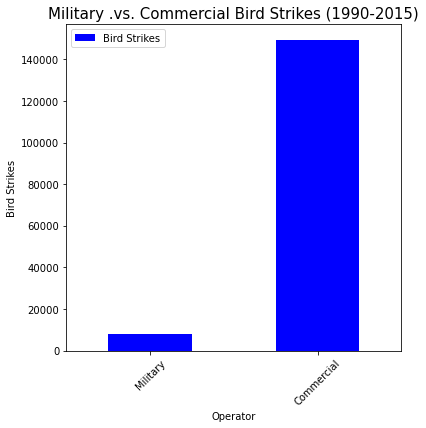 Military .vs. Commercial Bird Strikes (1990-2015)
Bird Strikes
140000
120000
100000
80000
60000
40000
20000
0
Bird Strikes
Military
Commercial
Operator